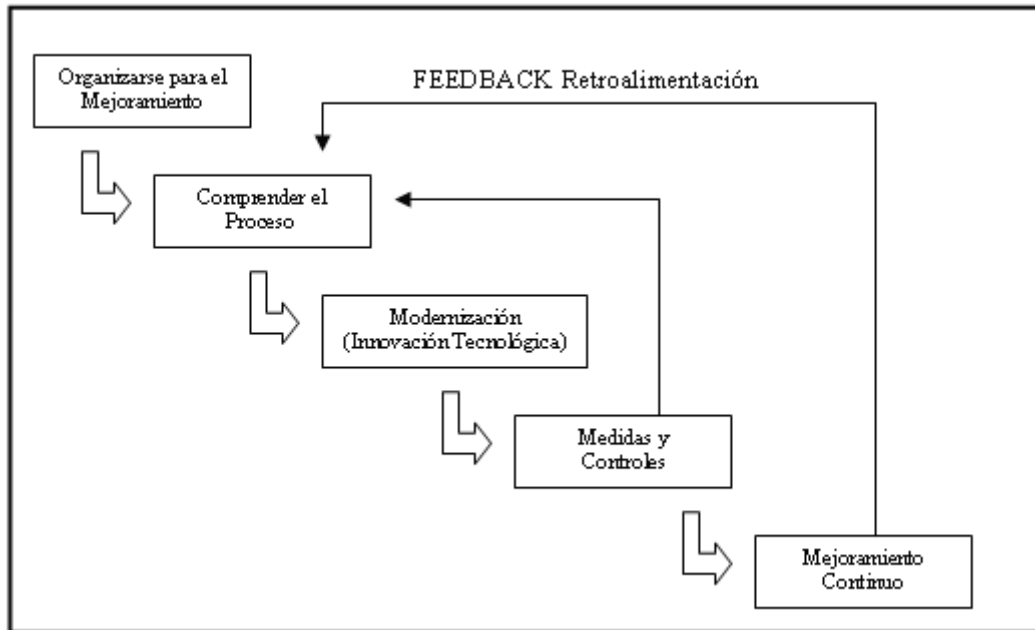 Organizarse para el
Mejoramiento
FEEDBACK Retroalimentación
Comprender el
Proceso
Modernización
(Innovación Tecnológica)
Medidas y
Controles
Mejoramiento
Continuo